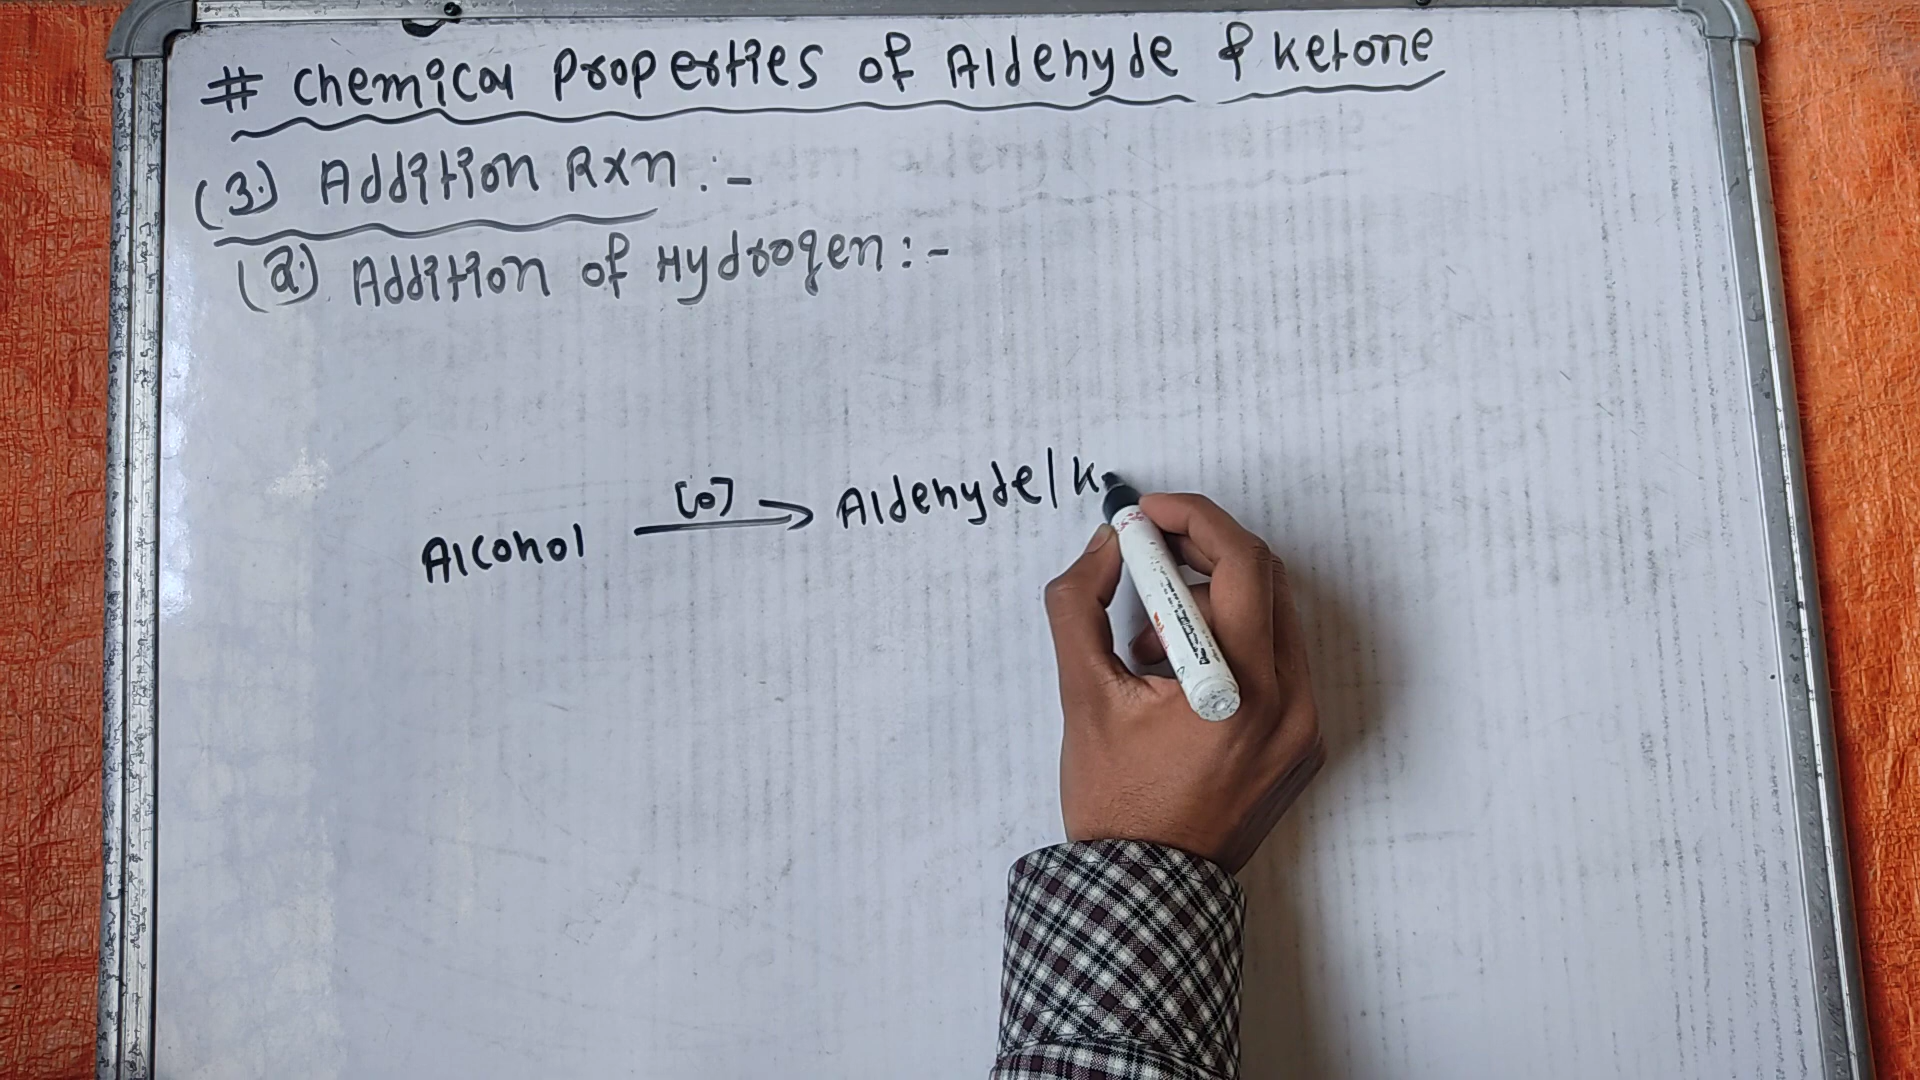 # Chemical Properties of Aldehyde & Ketone
(3.) Addition Rxn :-
(a.) Addition of Hydrogen :-
Alcohol [O] → Aldehyde/K